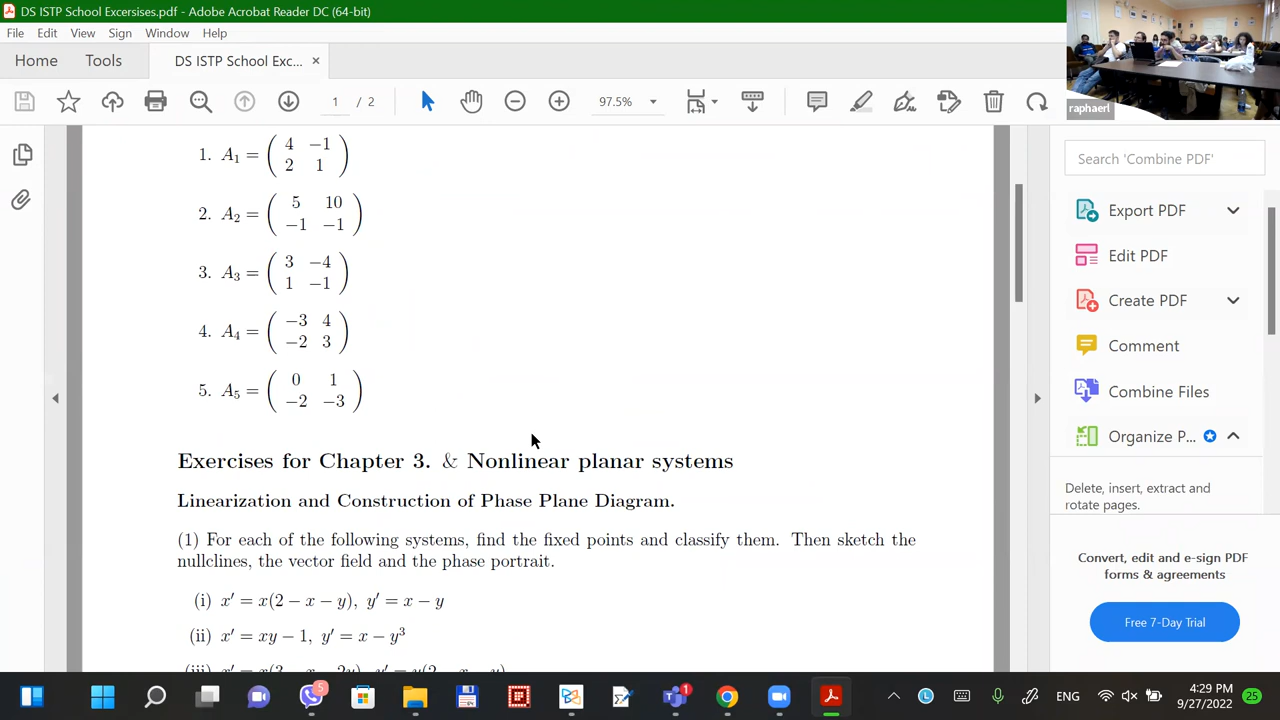 DS ISTP School Excersises.pdf - Adobe Acrobat Reader DC (64-bit)
File Edit View Sign Window Help
Home Tools DS ISTP School Exc... ×
1 / 2 97.5%
raphaerl
1. A1 = ( 4 −1
2 1 )
2. A2 = ( 5 10
−1 −1 )
3. A3 = ( 3 −4
1 −1 )
4. A4 = ( −3 4
−2 3 )
5. A5 = ( 0 1
−2 −3 )
Exercises for Chapter 3. & Nonlinear planar systems
Linearization and Construction of Phase Plane Diagram.
(1) For each of the following systems, find the fixed points and classify them. Then sketch the
nullclines, the vector field and the phase portrait.
(i) x′ = x(2 − x − y), y′ = x − y
(ii) x′ = xy − 1, y′ = x − y³
Search 'Combine PDF'
Export PDF
Edit PDF
Create PDF
Comment
Combine Files
Organize P...
Delete, insert, extract and
rotate pages.
Convert, edit and e-sign PDF
forms & agreements
Free 7-Day Trial
5 1 ENG 4:29 PM
9/27/2022 25